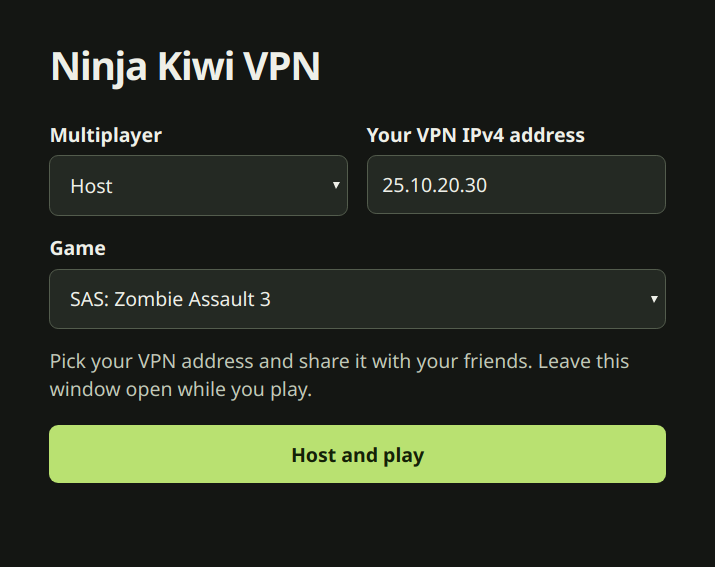 Ninja Kiwi VPN
Multiplayer
Your VPN IPv4 address
Host
25.10.20.30
Game
SAS: Zombie Assault 3
Pick your VPN address and share it with your friends. Leave this
window open while you play.
Host and play